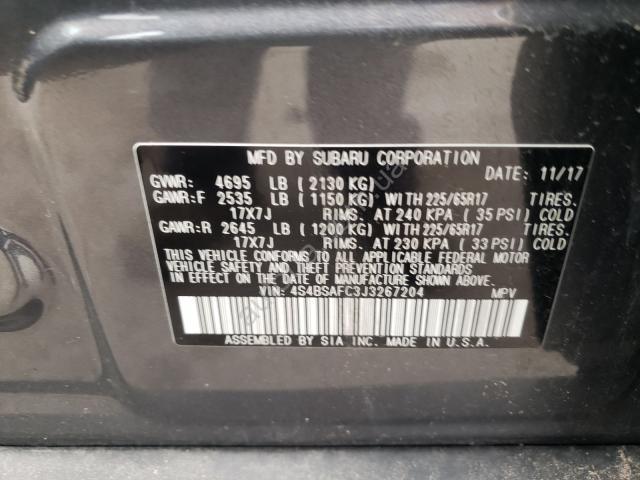 MFD BY SUBARU CORPORATION
DATE: 11/17
GVWR: 4695 LB ( 2130 KG)
GAWR:F 2535 LB ( 1150 KG) WITH 225/65R17 TIRES.
17X7J RIMS. AT 240 KPA ( 35 PSI) COLD
GAWR:R 2645 LB ( 1200 KG) WITH 225/65R17 TIRES.
17X7J RIMS. AT 230 KPA ( 33 PSI) COLD
THIS VEHICLE CONFORMS TO ALL APPLICABLE FEDERAL MOTOR
VEHICLE SAFETY AND THEFT PREVENTION STANDARDS
IN EFFECT ON THE DATE OF MANUFACTURE SHOWN ABOVE.
VIN: 4S4BSAFC3J3267204 MPV
ASSEMBLED BY SIA INC. MADE IN U.S.A.